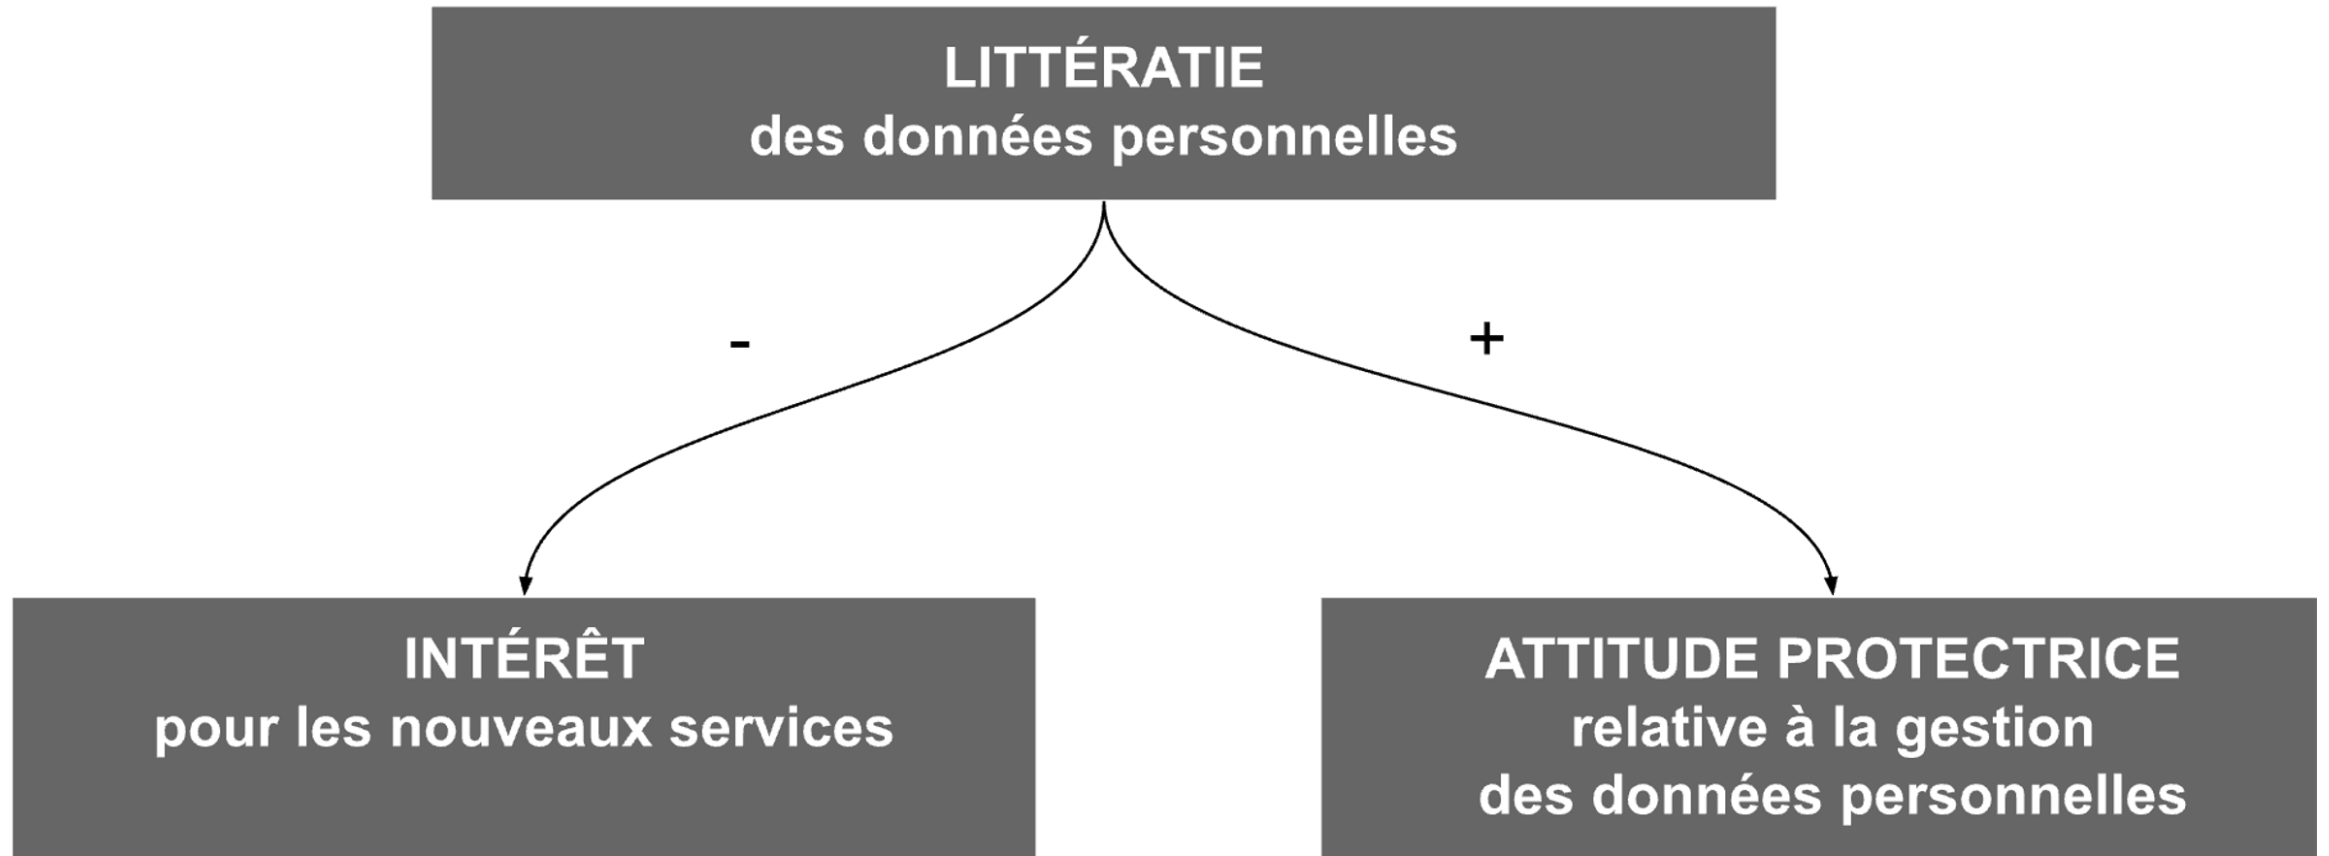 LITTÉRATIE
des données personnelles
-
+
INTÉRÊT
pour les nouveaux services
ATTITUDE PROTECTRICE
relative à la gestion
des données personnelles